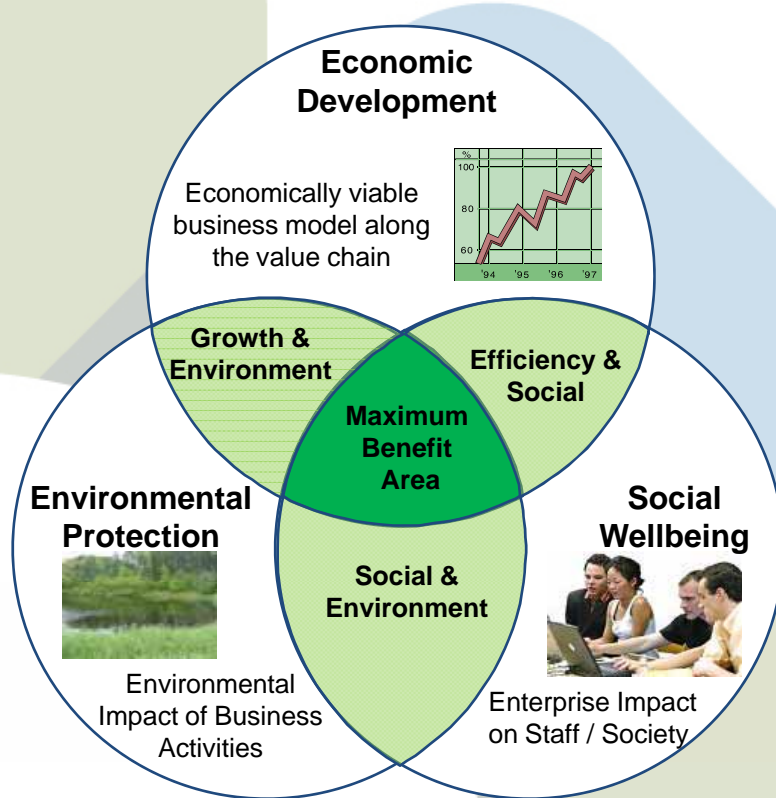 Economic
Development
Economically viable
business model along
the value chain
%
100
80
60
'94 '95 '96 '97
Growth &
Environment
Efficiency &
Social
Maximum
Benefit
Area
Environmental
Protection
Social
Wellbeing
Social &
Environment
Environmental
Impact of Business
Activities
Enterprise Impact
on Staff / Society